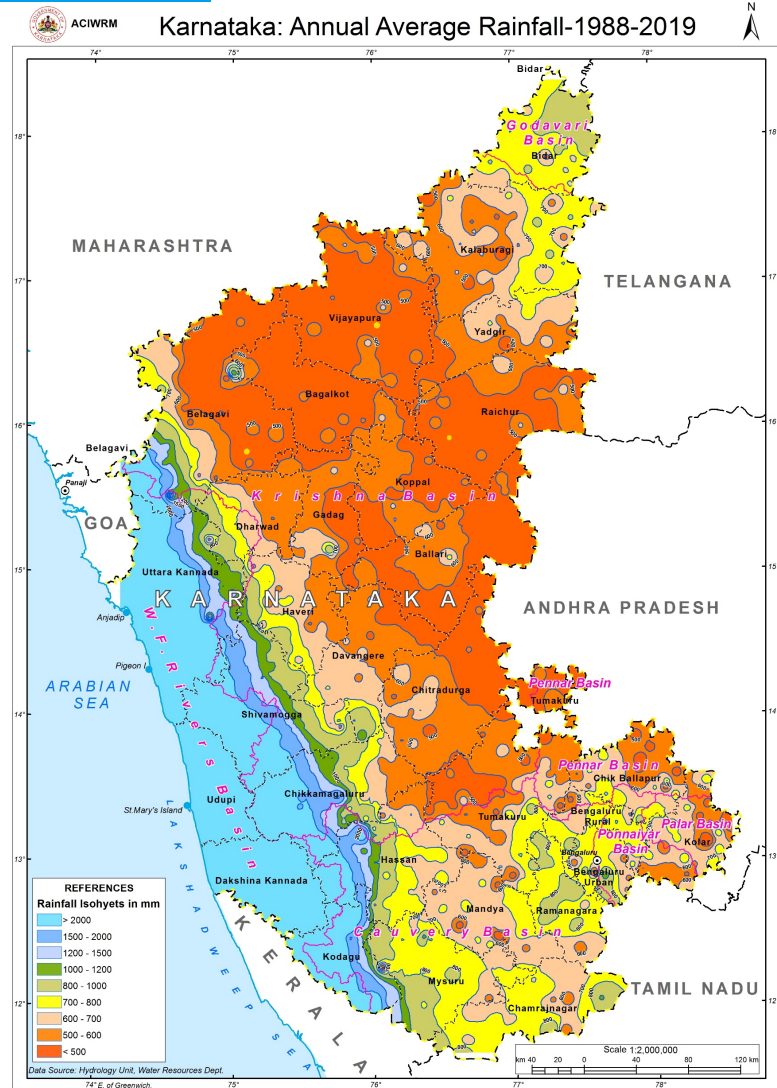 ACIWRM
Karnataka: Annual Average Rainfall-1988-2019
N
74°
75°
76°
77°
78°
Bidar
18°
Godavari
Basin
Bidar
MAHARASHTRA
Kalaburagi
17°
TELANGANA
Vijayapura
Yadgir
Bagalkot
Belagavi
Raichur
16°
Belagavi
Panaji
Koppal
Krishna Basin
GOA
Gadag
Dharwad
Ballari
15°
Uttara Kannada
KARNATAKA
ANDHRA PRADESH
Haveri
Anjadip
W.F. Rivers Basin
Davangere
Pigeon I
ARABIAN
SEA
Chitradurga
Pennar Basin
Tumakuru
14°
Shivamogga
Pennar Basin
Chik Ballapur
Chikkamagaluru
Udupi
St.Mary's Island
Tumakuru
Bengaluru
Rural
Palar Basin
Ponnaiyar
Basin
Kolar
Bengaluru
13°
Hassan
Bengaluru
Urban
Dakshina Kannada
LAKSHADWEEP SEA
REFERENCES
Rainfall Isohyets in mm
> 2000
1500 - 2000
1200 - 1500
1000 - 1200
800 - 1000
700 - 800
600 - 700
500 - 600
< 500
Mandya
Ramanagara
Cauvery Basin
KERALA
Kodagu
Mysuru
TAMIL NADU
12°
Chamrajnagar
Scale 1:2,000,000
km 40 20 0 40 80 120 km
Data Source: Hydrology Unit, Water Resources Dept.
74° E. of Greenwich.
75°
76°
77°
78°